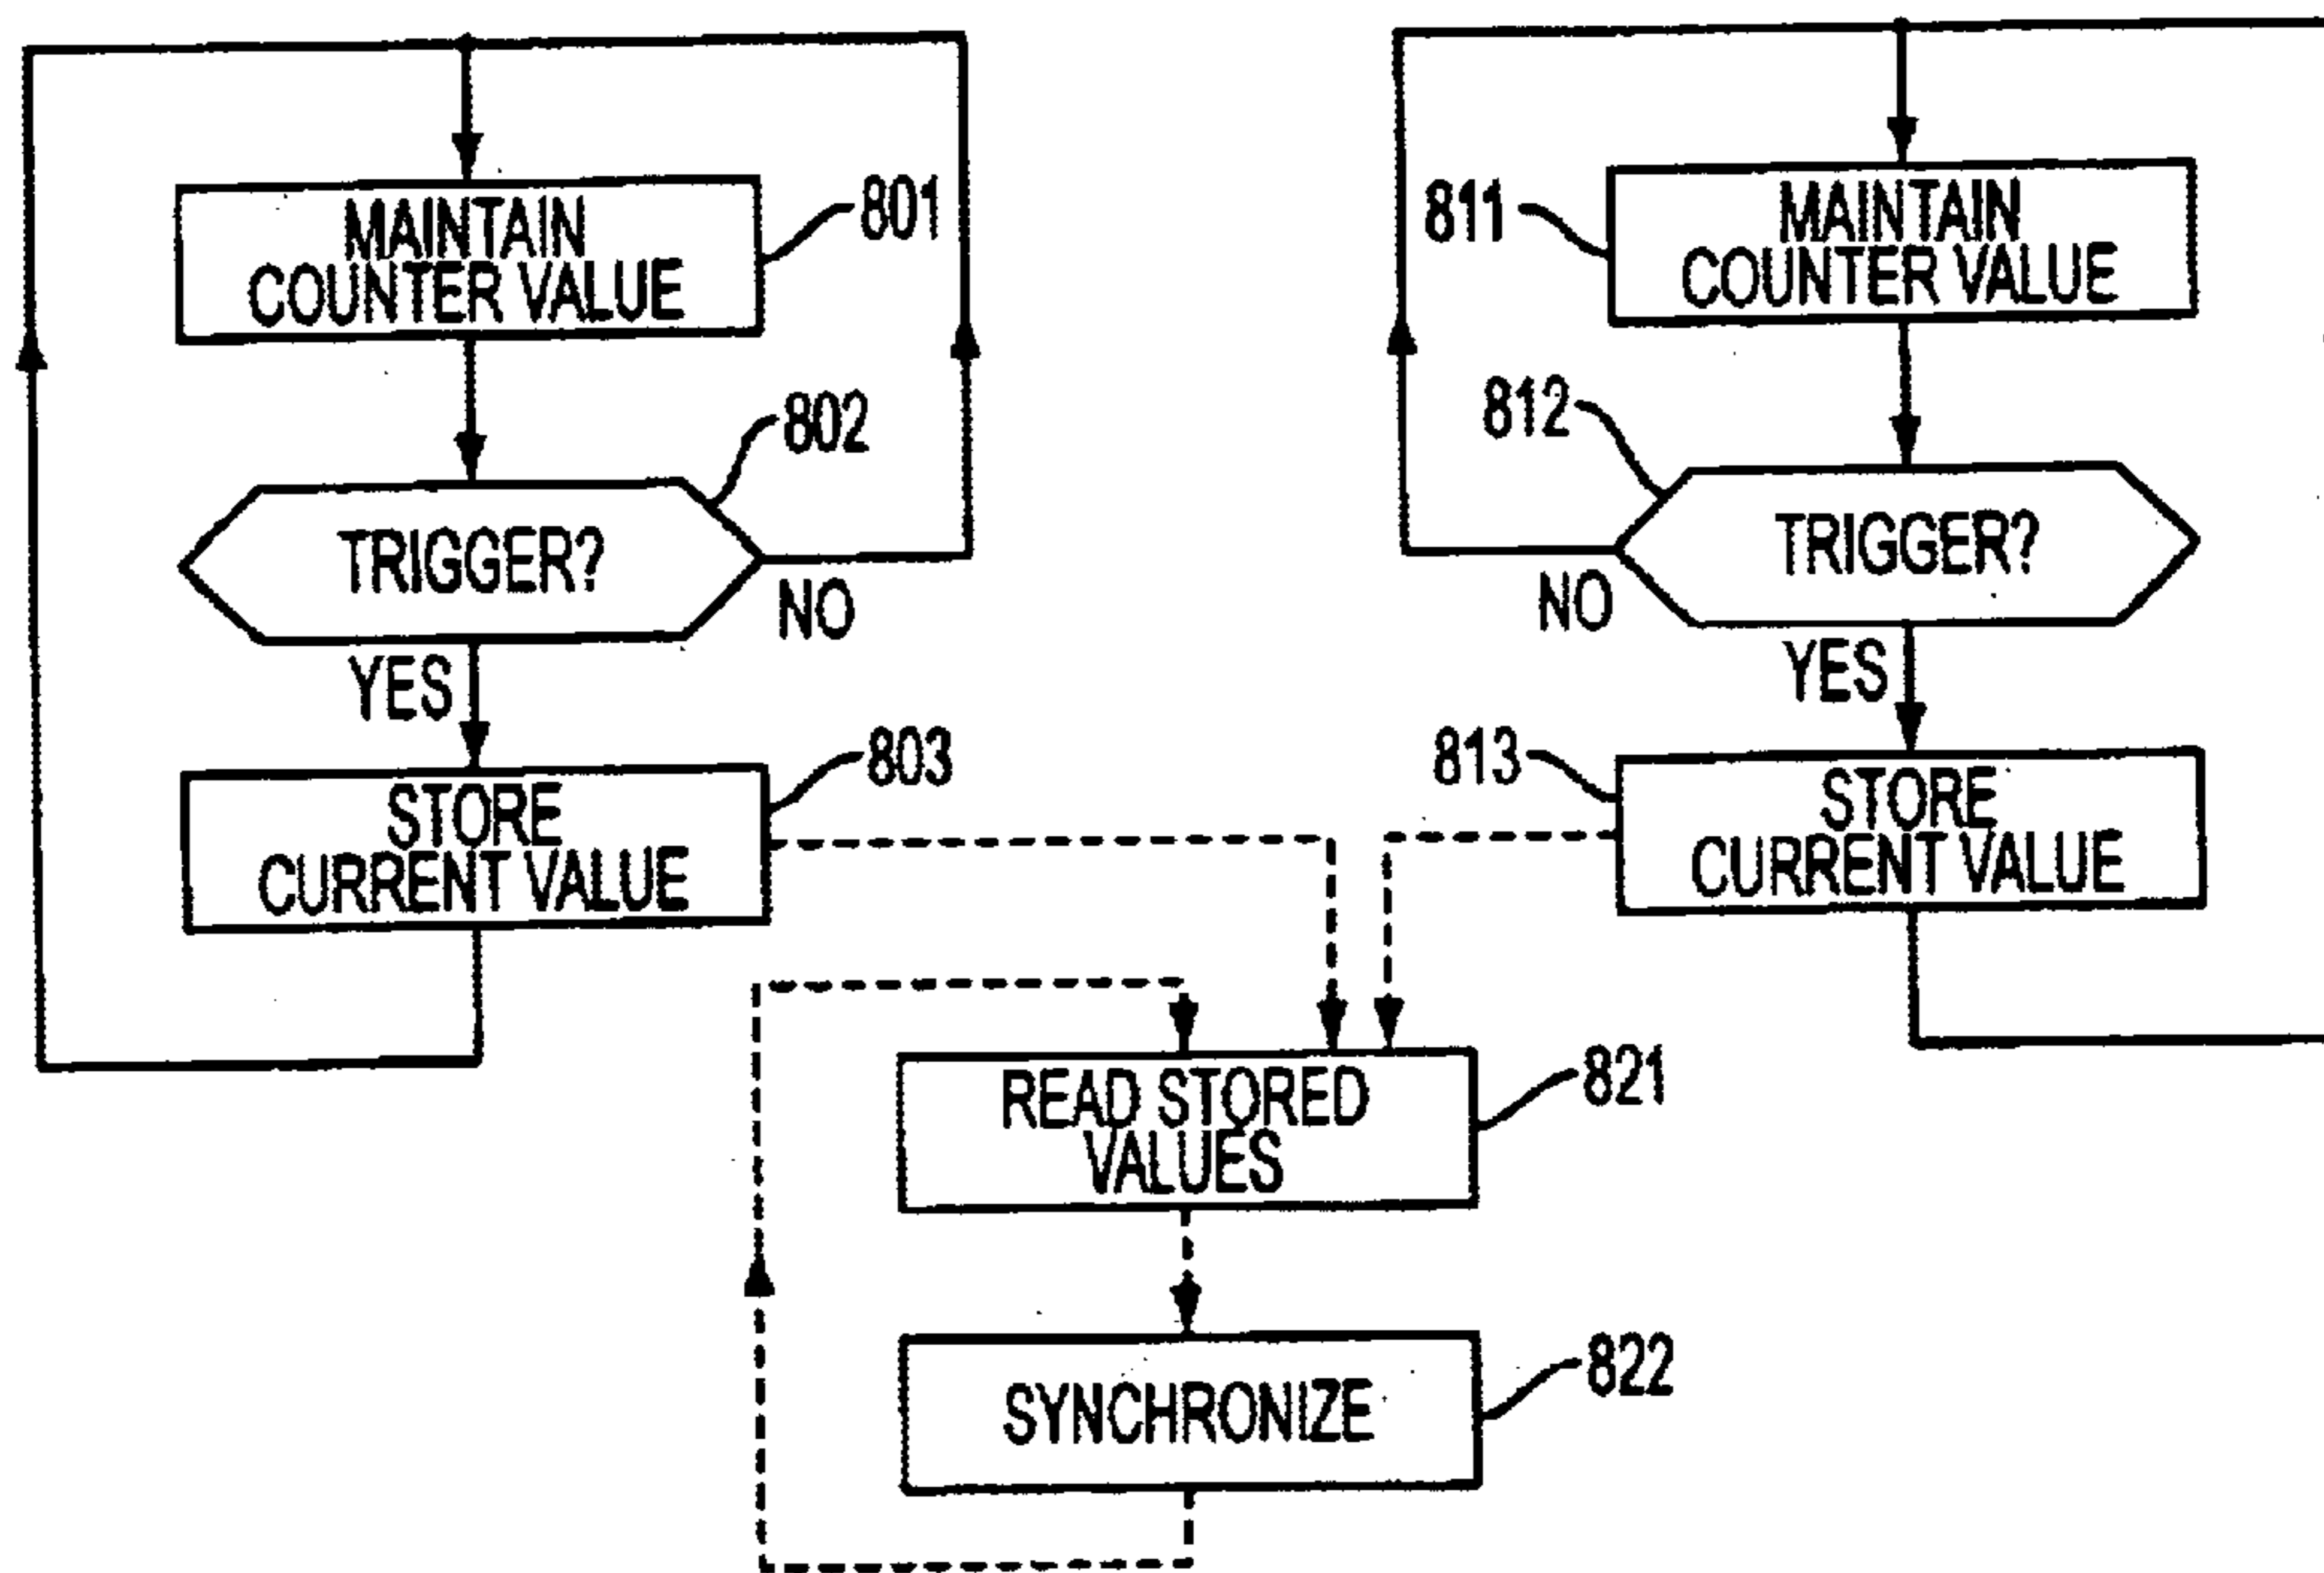 MAINTAIN
COUNTER VALUE
801
802
TRIGGER?
NO
YES
803
STORE
CURRENT VALUE
811
MAINTAIN
COUNTER VALUE
812
TRIGGER?
NO
YES
813
STORE
CURRENT VALUE
READ STORED
VALUES
821
SYNCHRONIZE
822